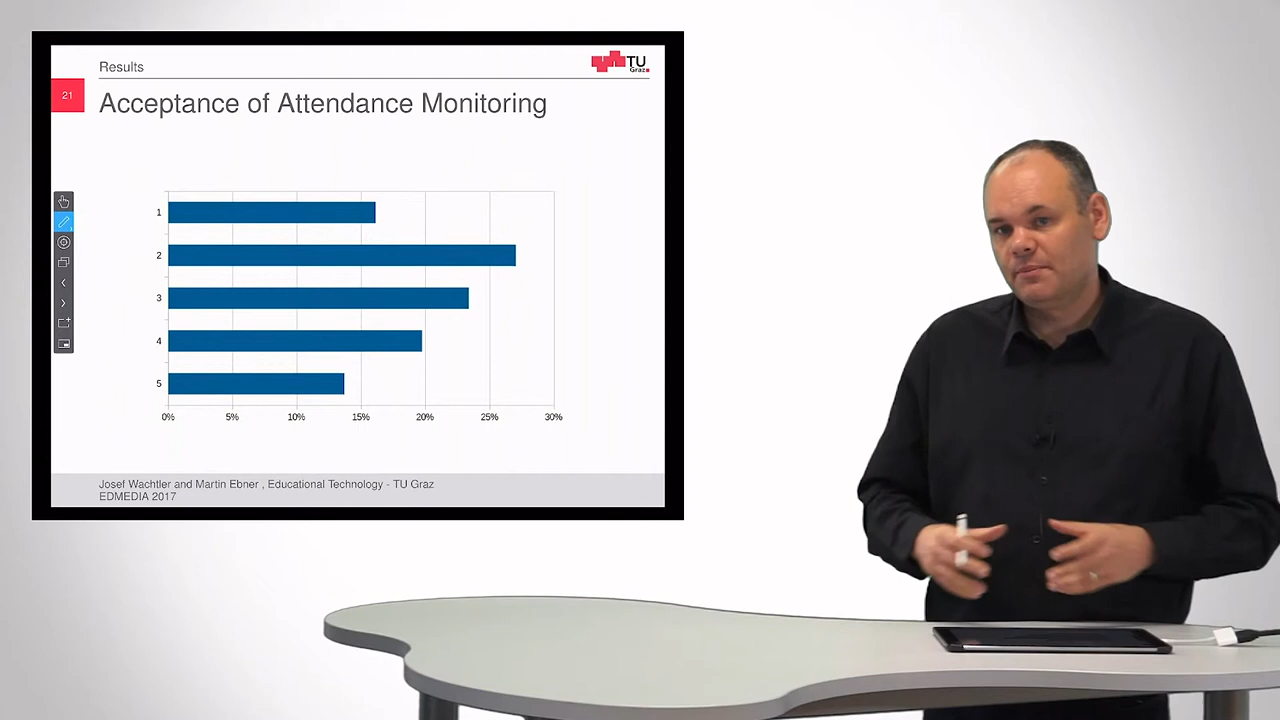 Results
TU
Graz
21
Acceptance of Attendance Monitoring
1
2
3
4
5
0% 5% 10% 15% 20% 25% 30%
Josef Wachtler and Martin Ebner , Educational Technology - TU Graz
EDMEDIA 2017